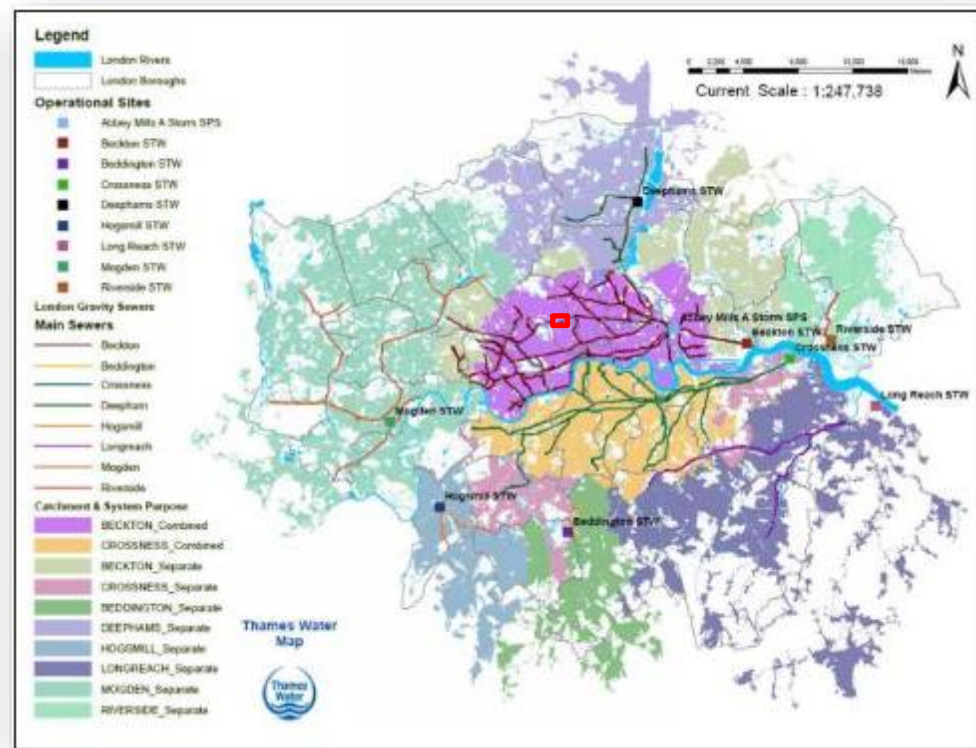 Legend
London Rivers
London Boroughs
Operational Sites
Abbey Mills A Storm SPS
Beckton STW
Beddington STW
Crossness STW
Deephams STW
Hogsmill STW
Long Reach STW
Mogden STW
Riverside STW
London Gravity Sewers
Main Sewers
Beckton
Beddington
Crossness
Deepham
Hogsmill
Longreach
Mogden
Riverside
Catchment & System Purpose
BECKTON_Combined
CROSSNESS_Combined
BECKTON_Separate
CROSSNESS_Separate
BEDDINGTON_Separate
DEEPHAMS_Separate
HOGSMILL_Separate
LONGREACH_Separate
MOGDEN_Separate
RIVERSIDE_Separate
Thames Water
Map
Thames
Water
N
Meters
Current Scale : 1:247,738
Deephams STW
Abbey Mills A Storm SPS
Beckton STW
Riverside STW
Crossness STW
Long Reach STW
Mogden STW
Hogsmill STW
Beddington STW